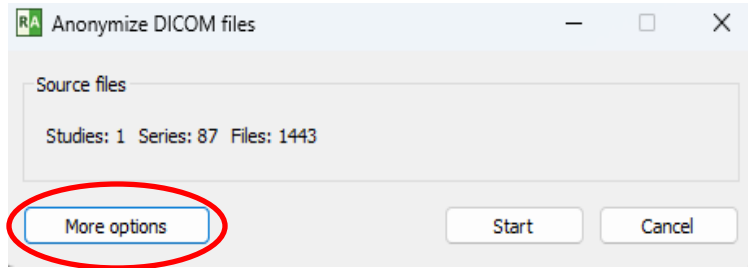 RA Anonymize DICOM files
Source files
Studies: 1 Series: 87 Files: 1443
More options Start Cancel